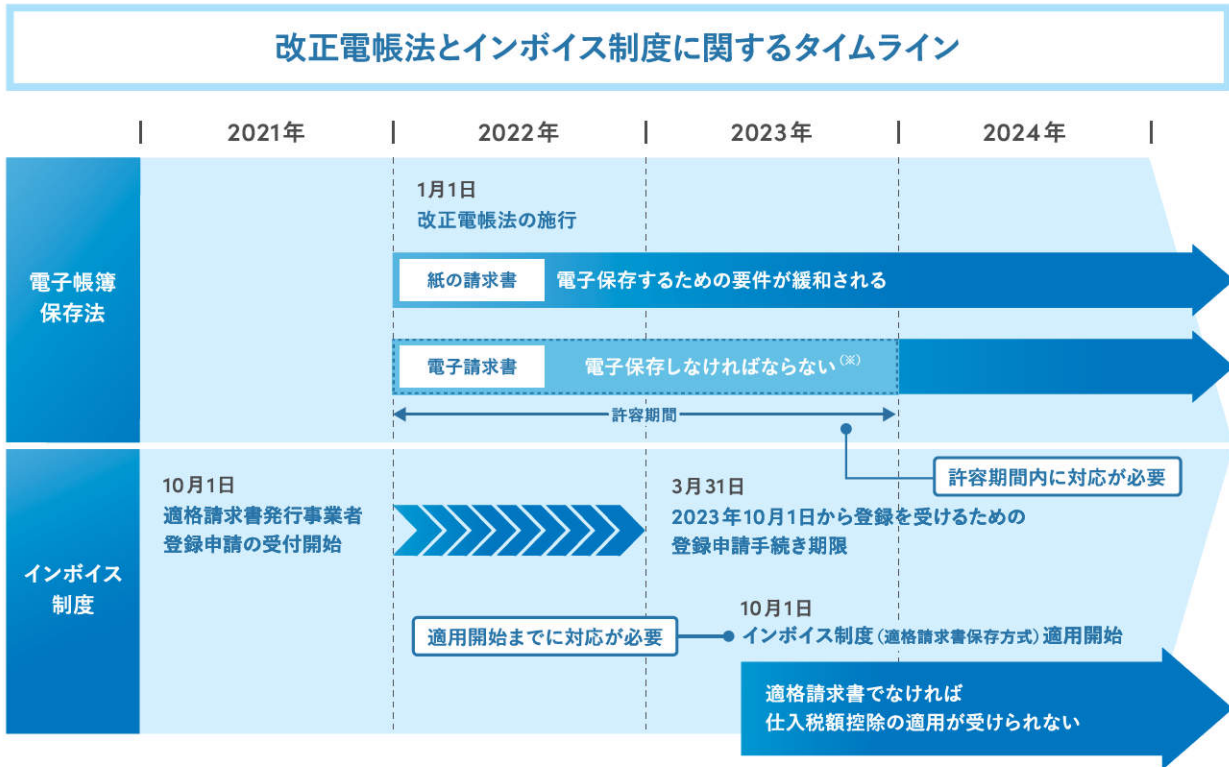 改正電帳法とインボイス制度に関するタイムライン
2021年
2022年
2023年
2024年
電子帳簿
保存法
1月1日
改正電帳法の施行
紙の請求書
電子保存するための要件が緩和される
電子請求書
電子保存しなければならない(※)
許容期間
許容期間内に対応が必要
インボイス
制度
10月1日
適格請求書発行事業者
登録申請の受付開始
3月31日
2023年10月1日から登録を受けるための
登録申請手続き期限
適用開始までに対応が必要
10月1日
インボイス制度(適格請求書保存方式)適用開始
適格請求書でなければ
仕入税額控除の適用が受けられない